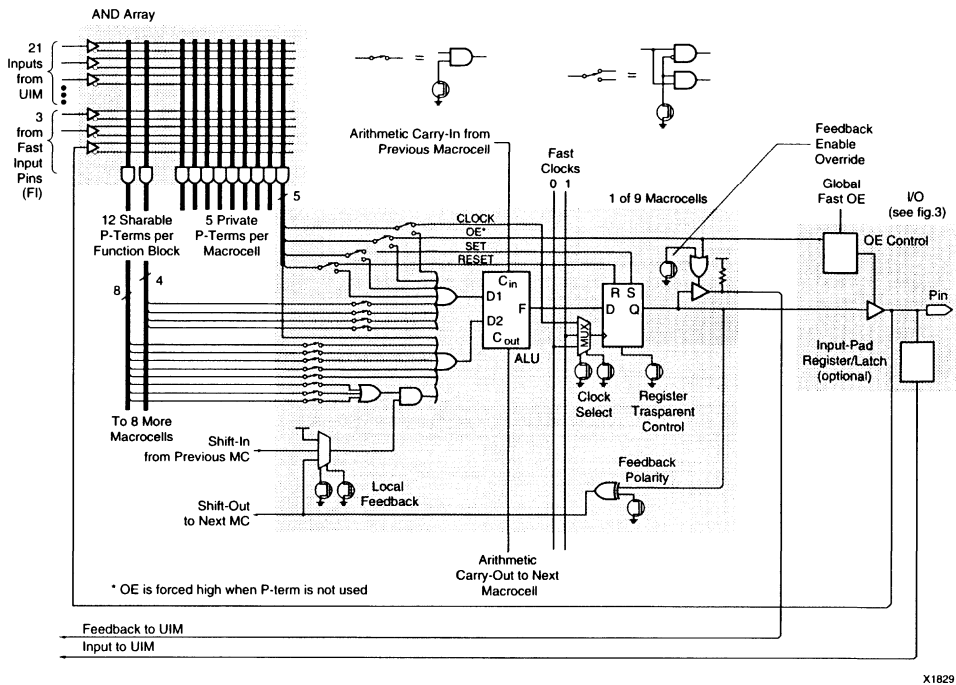 AND Array
21
Inputs
from
UIM
3
from
Fast
Input
Pins
(FI)
=
=
Arithmetic Carry-In from
Previous Macrocell
Fast
Clocks
0 1
Feedback
Enable
Override
1 of 9 Macrocells
Global
Fast OE
I/O
(see fig.3)
OE Control
5
12 Sharable
P-Terms per
Function Block
5 Private
P-Terms per
Macrocell
CLOCK
OE*
SET
RESET
8
4
C in
D1
D2
F
C out
ALU
MUX
R S
D Q
Pin
Input-Pad
Register/Latch
(optional)
Clock
Select
Register
Trasparent
Control
To 8 More
Macrocells
Shift-In
from Previous MC
Local
Feedback
Feedback
Polarity
Shift-Out
to Next MC
Arithmetic
Carry-Out to Next
Macrocell
* OE is forced high when P-term is not used
Feedback to UIM
Input to UIM
X1829